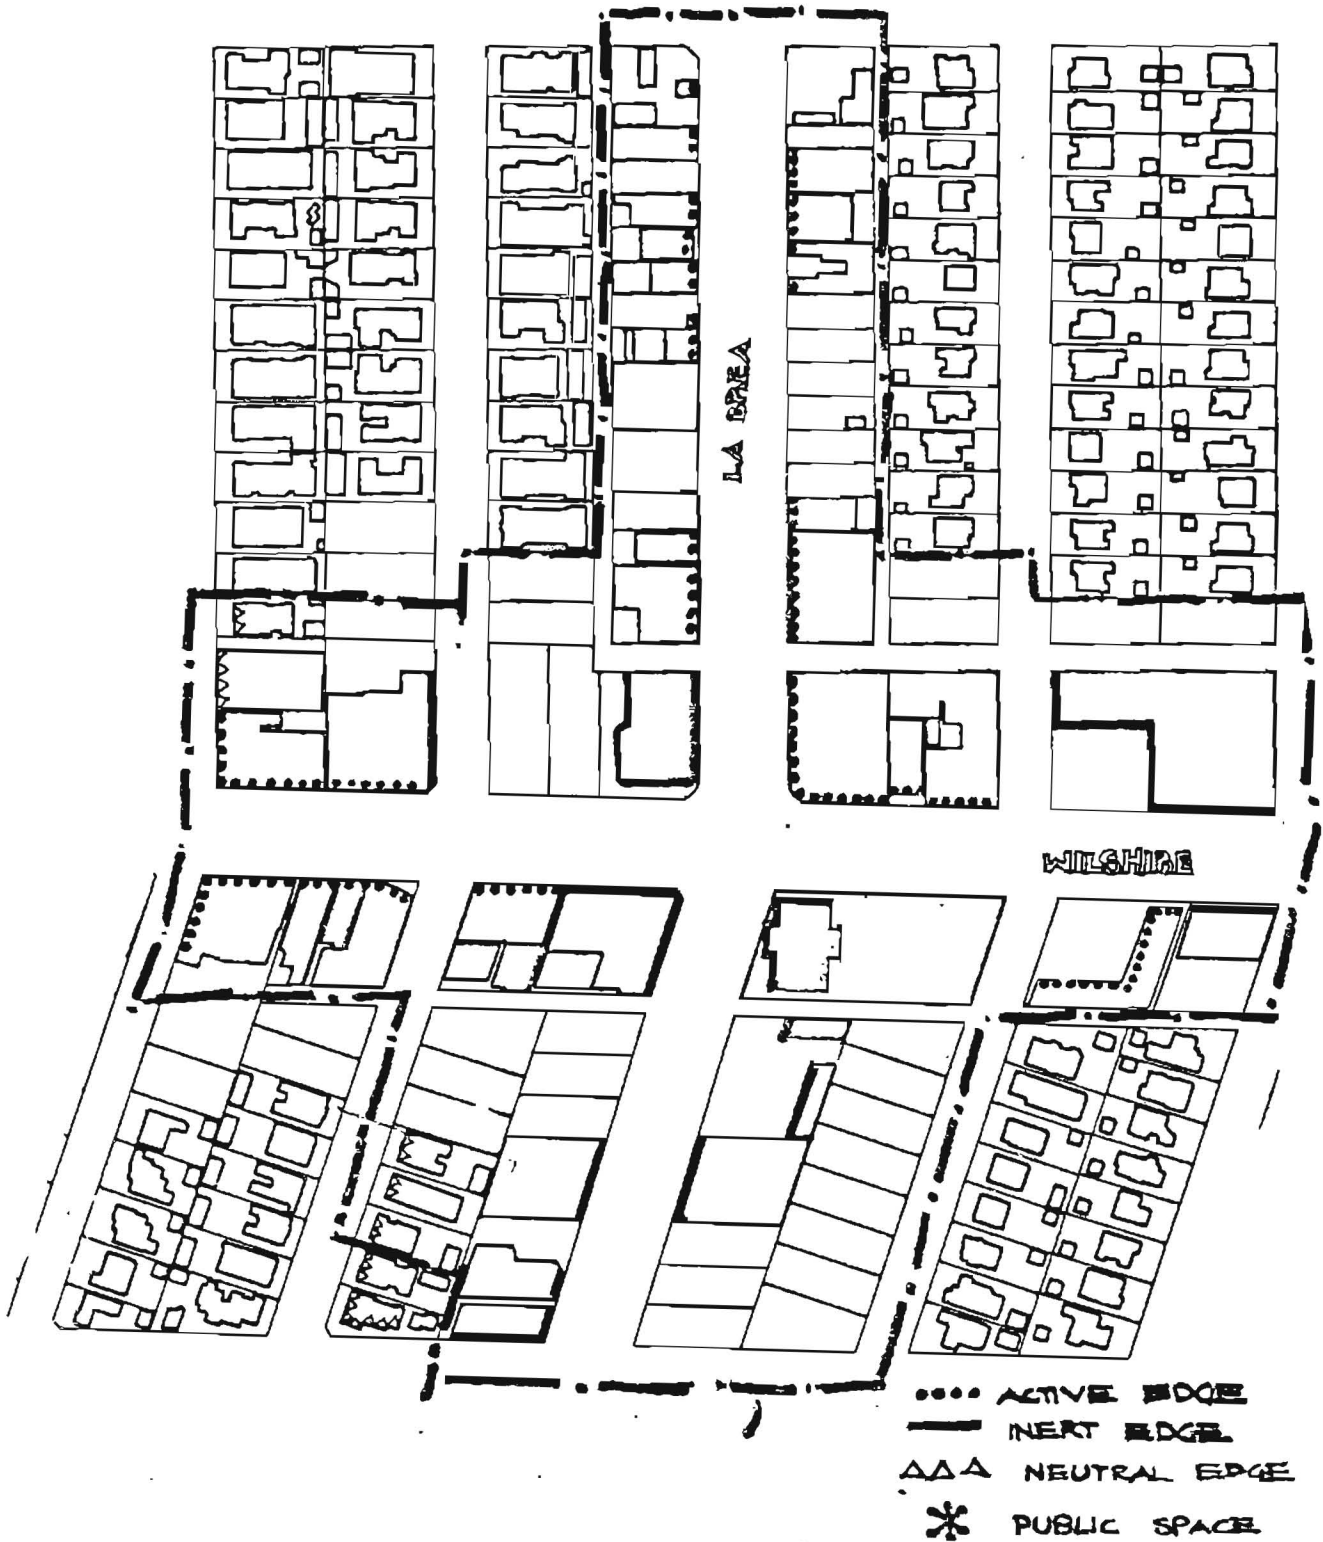 LA BREA
WILSHIRE
ACTIVE EDGE
INERT EDGE
NEUTRAL EDGE
PUBLIC SPACE